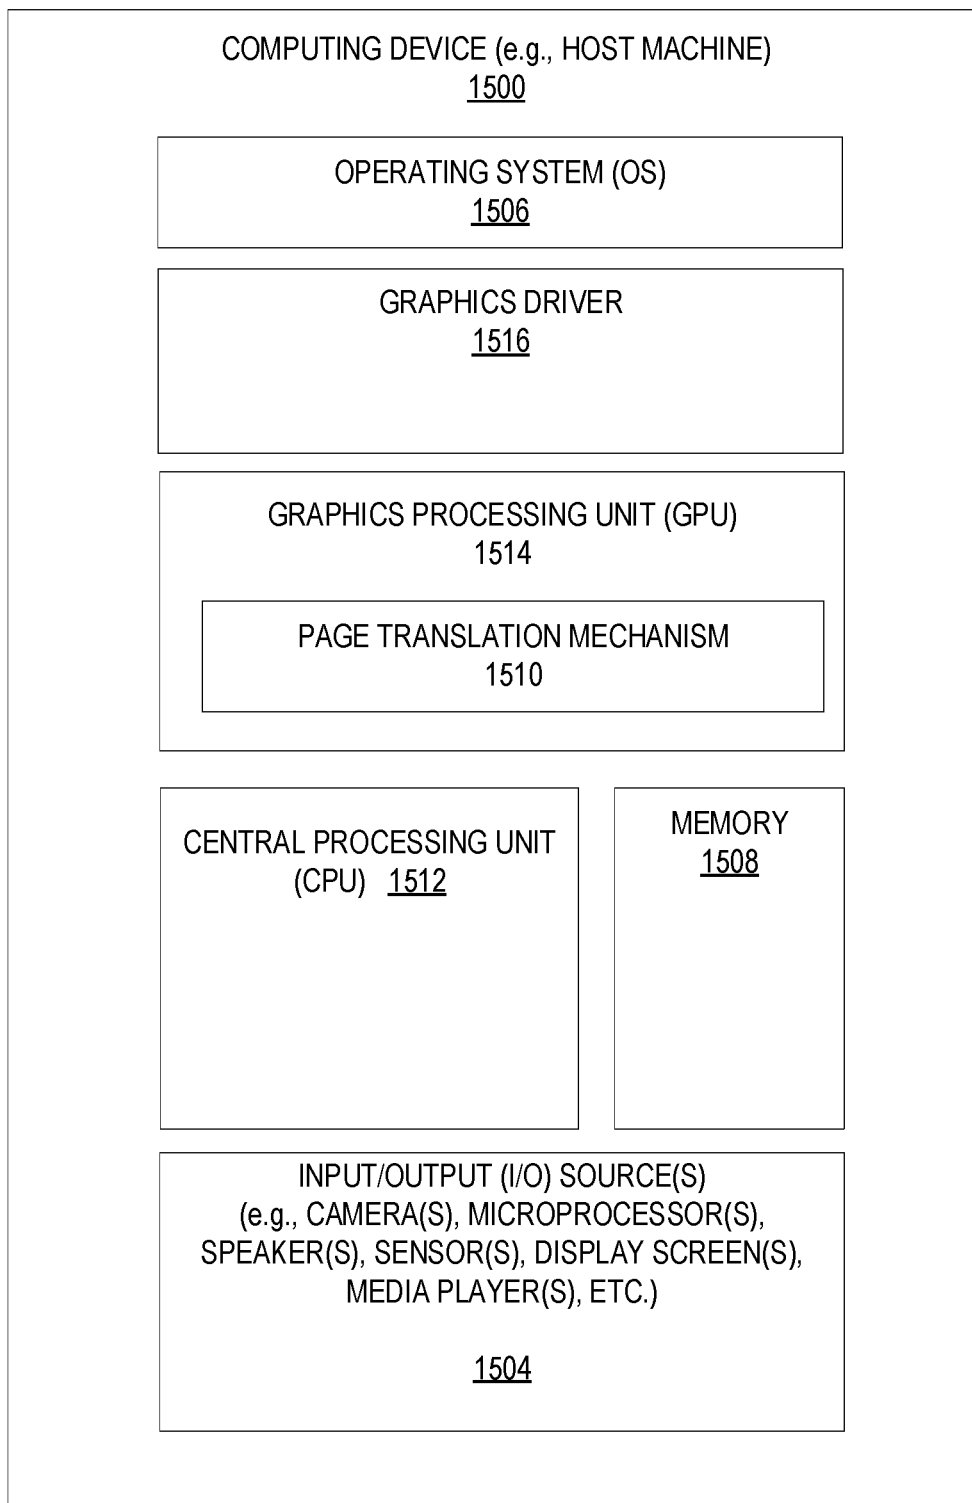 COMPUTING DEVICE (e.g., HOST MACHINE)
1500
OPERATING SYSTEM (OS)
1506
GRAPHICS DRIVER
1516
GRAPHICS PROCESSING UNIT (GPU)
1514
PAGE TRANSLATION MECHANISM
1510
CENTRAL PROCESSING UNIT
(CPU) 1512
MEMORY
1508
INPUT/OUTPUT (I/O) SOURCE(S)
(e.g., CAMERA(S), MICROPROCESSOR(S),
SPEAKER(S), SENSOR(S), DISPLAY SCREEN(S),
MEDIA PLAYER(S), ETC.)
1504